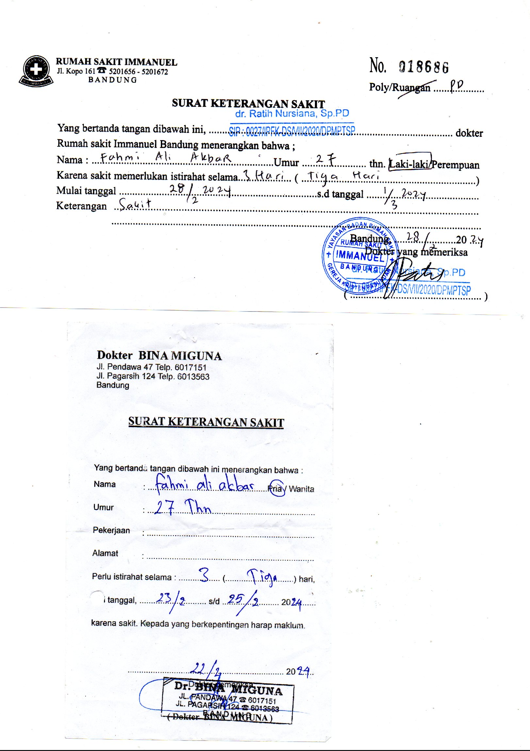 RUMAH SAKIT IMMANUEL
Jl. Kopo 161 ☎ 5201656 - 5201672
BANDUNG
No. 018686
Poly/Ruangan ...... PD
SURAT KETERANGAN SAKIT
dr. Ratih Nursiana, Sp.PD
Yang bertanda tangan dibawah ini, ...... dokter
Rumah sakit Immanuel Bandung menerangkan bahwa ;
Nama : Fahmi Ali Akbar Umur 27 thn. Laki-laki/Perempuan
Karena sakit memerlukan istirahat selama 3 Hari ( Tiga Hari )
Mulai tanggal 28/2 2024 s.d tanggal 1/3 2024
Keterangan Sakit
Bandung, 28/2 2024
RUMAH SAKIT
IMMANUEL
BANDUNG
Dokter yang memeriksa
Sp.PD
DS/VII/2020/DPMPTSP
Dokter BINA MIGUNA
Jl. Pendawa 47 Telp. 6017151
Jl. Pagarsih 124 Telp. 6013563
Bandung
SURAT KETERANGAN SAKIT
Yang bertanda tangan dibawah ini menerangkan bahwa :
Nama : fahmi ali akbar Pria/Wanita
Umur : 27 Thn
Pekerjaan :
Alamat :
Perlu istirahat selama : 3 ( Tiga ) hari,
tanggal, 23/2 s/d 25/2 2024
karena sakit. Kepada yang berkepentingan harap maklum.
22/2 2024
Dr. BINA MIGUNA
JL. PANDAWA 47 ☎ 6017151
JL. PAGARSIH 124 ☎ 6013563
BANDUNG
(Dokter BINA MIGUNA)